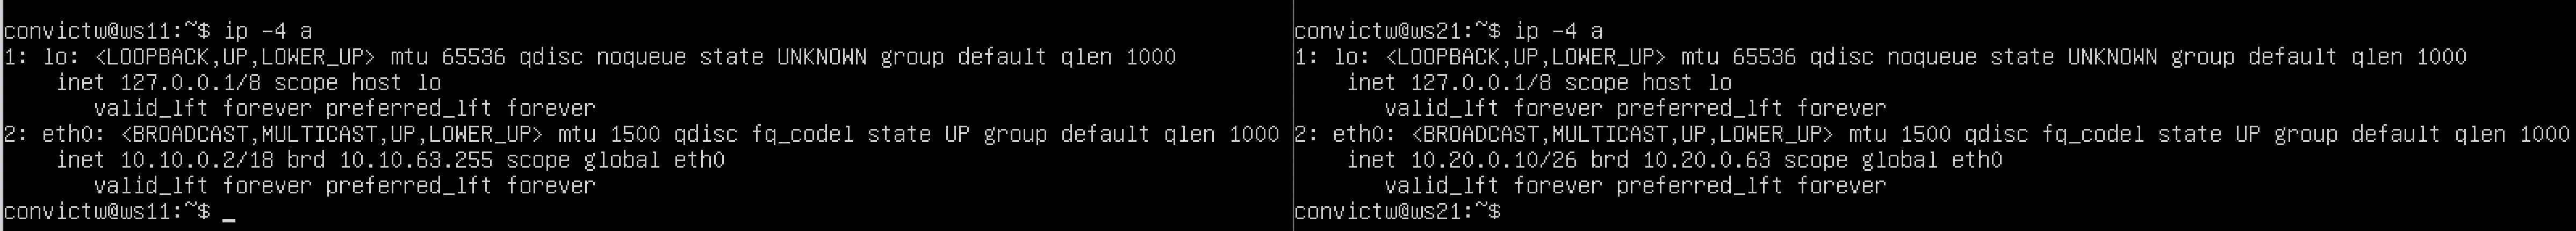 convictw@ws11:~$ ip -4 a
1: lo: <LOOPBACK,UP,LOWER_UP> mtu 65536 qdisc noqueue state UNKNOWN group default qlen 1000
    inet 127.0.0.1/8 scope host lo
       valid_lft forever preferred_lft forever
2: eth0: <BROADCAST,MULTICAST,UP,LOWER_UP> mtu 1500 qdisc fq_codel state UP group default qlen 1000
    inet 10.10.0.2/18 brd 10.10.63.255 scope global eth0
       valid_lft forever preferred_lft forever
convictw@ws11:~$ _
convictw@ws21:~$ ip -4 a
1: lo: <LOOPBACK,UP,LOWER_UP> mtu 65536 qdisc noqueue state UNKNOWN group default qlen 1000
    inet 127.0.0.1/8 scope host lo
       valid_lft forever preferred_lft forever
2: eth0: <BROADCAST,MULTICAST,UP,LOWER_UP> mtu 1500 qdisc fq_codel state UP group default qlen 1000
    inet 10.20.0.10/26 brd 10.20.0.63 scope global eth0
       valid_lft forever preferred_lft forever
convictw@ws21:~$